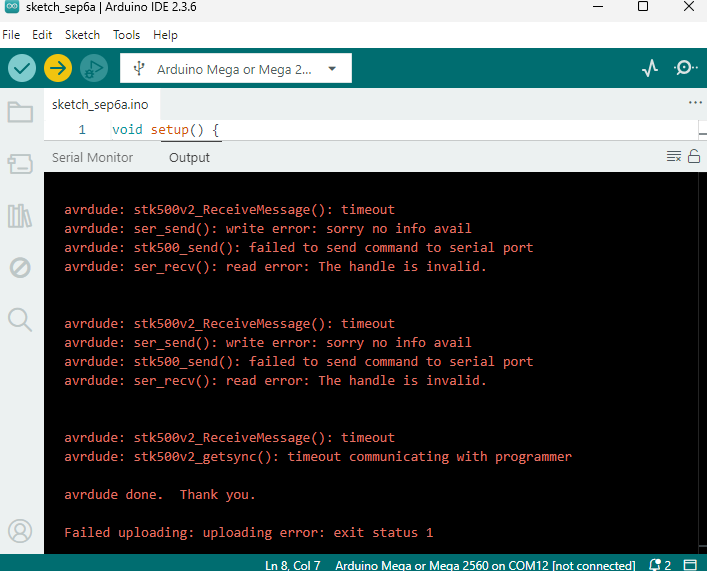 sketch_sep6a | Arduino IDE 2.3.6
File Edit Sketch Tools Help
Arduino Mega or Mega 2...
sketch_sep6a.ino
1 void setup() {
Serial Monitor Output
avrdude: stk500v2_ReceiveMessage(): timeout
avrdude: ser_send(): write error: sorry no info avail
avrdude: stk500_send(): failed to send command to serial port
avrdude: ser_recv(): read error: The handle is invalid.
avrdude: stk500v2_ReceiveMessage(): timeout
avrdude: ser_send(): write error: sorry no info avail
avrdude: stk500_send(): failed to send command to serial port
avrdude: ser_recv(): read error: The handle is invalid.
avrdude: stk500v2_ReceiveMessage(): timeout
avrdude: stk500v2_getsync(): timeout communicating with programmer
avrdude done.  Thank you.
Failed uploading: uploading error: exit status 1
Ln 8, Col 7 Arduino Mega or Mega 2560 on COM12 [not connected] 2